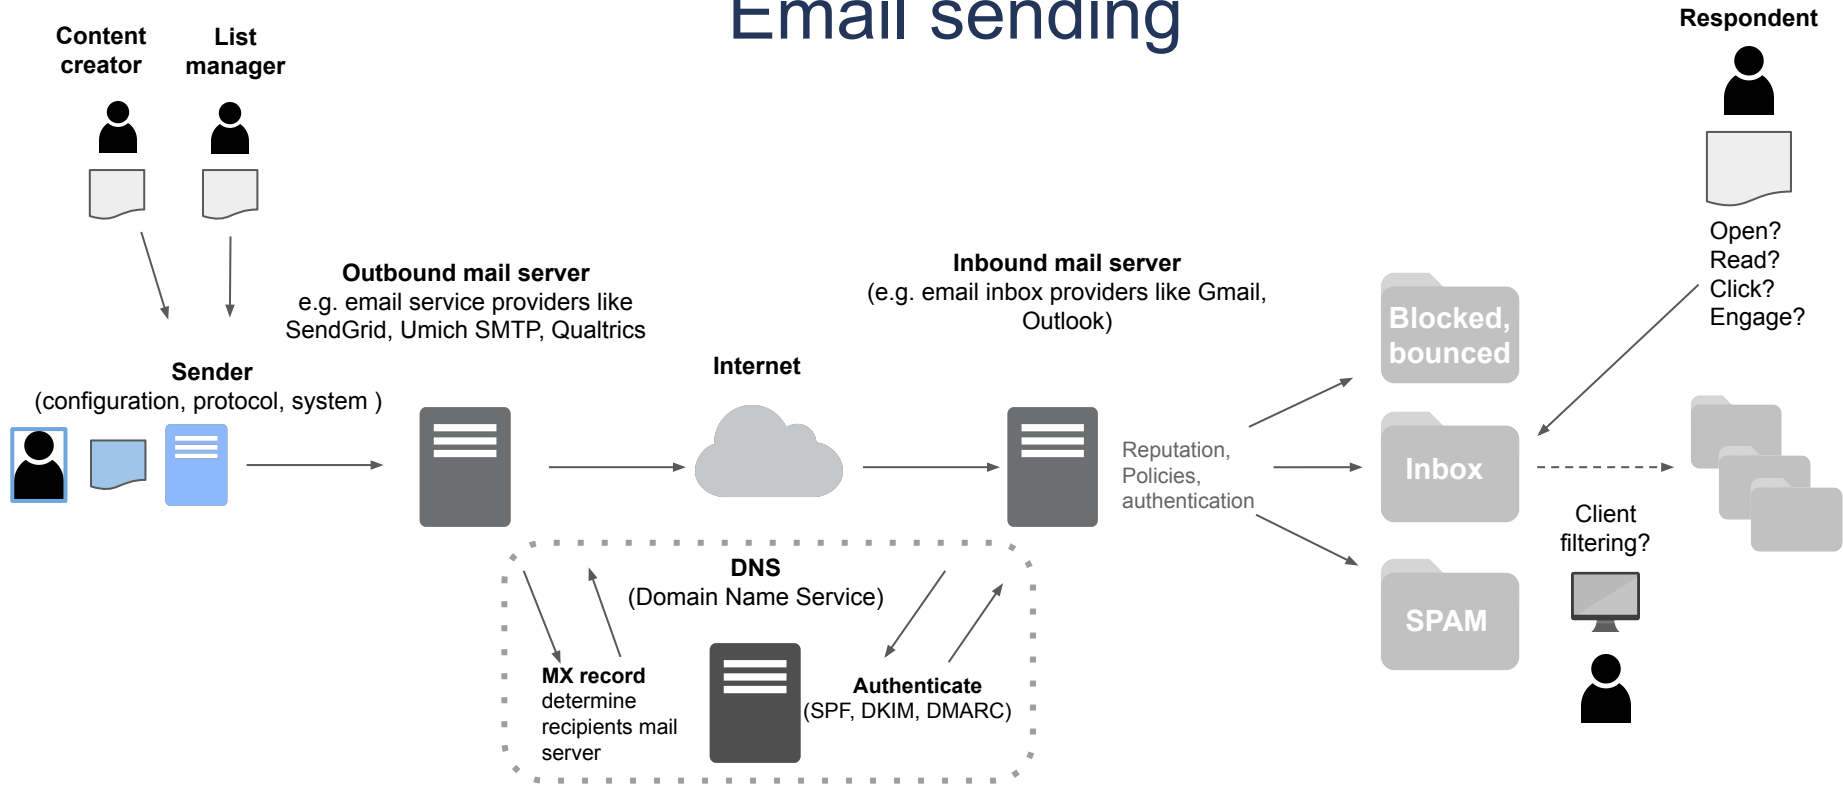 Email sending
Content
creator
List
manager
Respondent
Open?
Read?
Click?
Engage?
Outbound mail server
e.g. email service providers like
SendGrid, Umich SMTP, Qualtrics
Inbound mail server
(e.g. email inbox providers like Gmail,
Outlook)
Sender
(configuration, protocol, system )
Internet
Reputation,
Policies,
authentication
Blocked,
bounced
Inbox
SPAM
Client
filtering?
DNS
(Domain Name Service)
MX record
determine
recipients mail
server
Authenticate
(SPF, DKIM, DMARC)